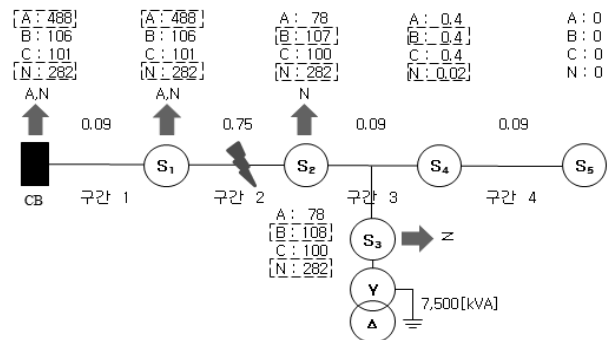 A : 488
B : 106
C : 101
N : 282
A,N
A : 488
B : 106
C : 101
N : 282
A,N
A : 78
B : 107
C : 100
N : 282
N
A : 0.4
B : 0.4
C : 0.4
N : 0.02
A : 0
B : 0
C : 0
N : 0
0.09
0.75
0.09
0.09
S₁
S₂
S₄
S₅
CB
구간 1
구간 2
구간 3
구간 4
A : 78
B : 108
C : 100
N : 282
S₃
N
Y
Δ
7,500[kVA]